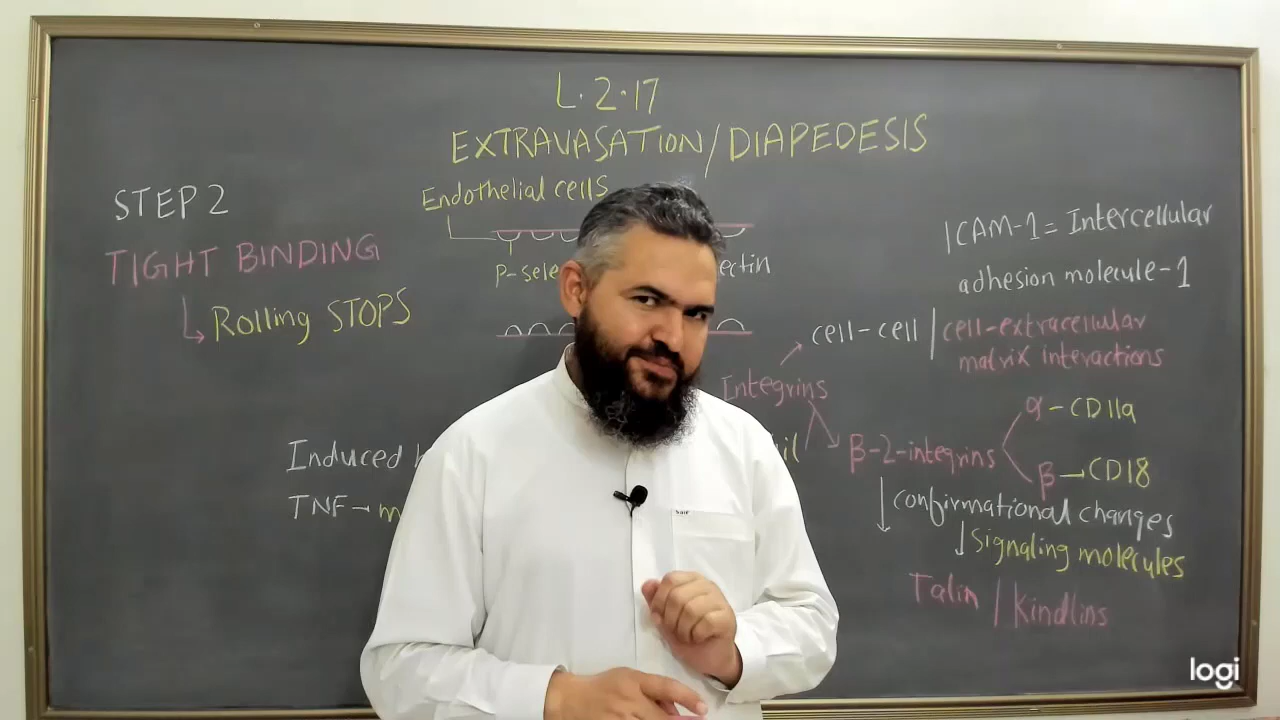 L.2.17
EXTRAVASATION/DIAPEDESIS
STEP 2
TIGHT BINDING
Rolling STOPS
Endothelial cells
ICAM-1 = Intercellular
adhesion molecule-1
cell-cell / cell-extracellular
matrix interactions
Integrins
α - CD11a
β-2-integrins
β → CD18
confirmational changes
Signaling molecules
Talin / Kindlins
Induced
TNF -
logi